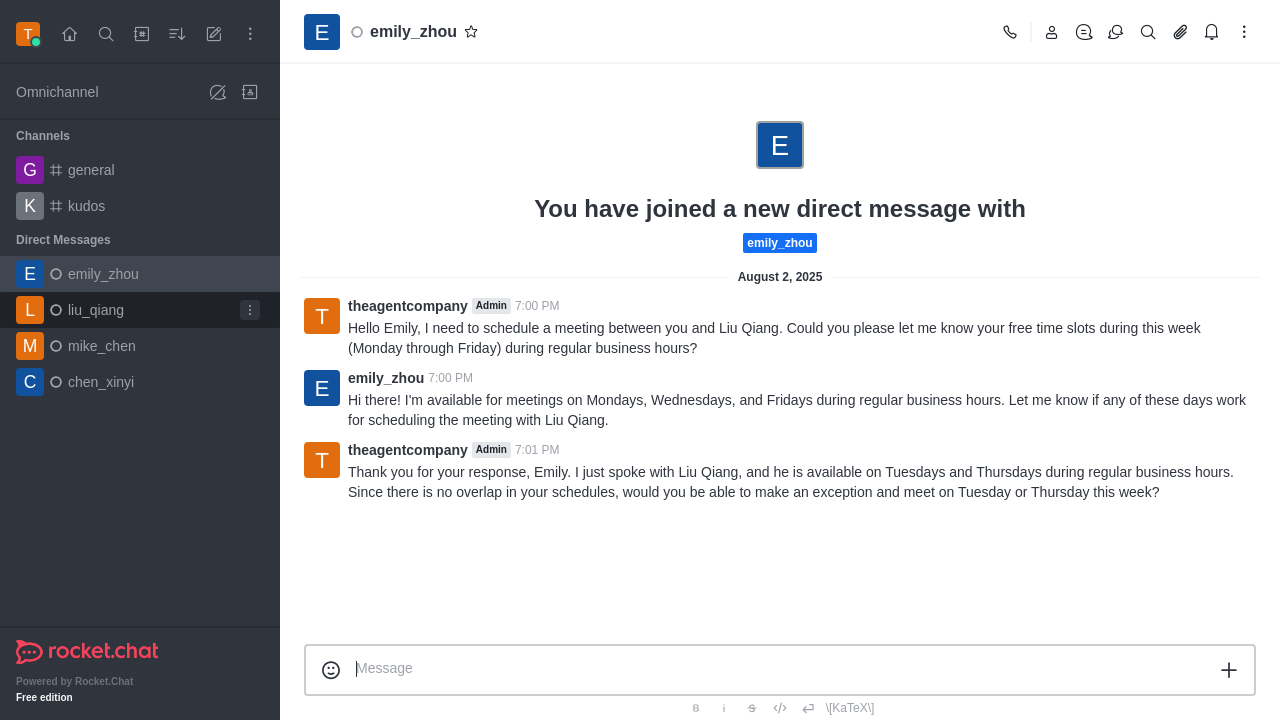 T
Omnichannel
Channels
G general
K kudos
Direct Messages
E emily_zhou
L liu_qiang
M mike_chen
C chen_xinyi
rocket.chat
Powered by Rocket.Chat
Free edition
E emily_zhou
E
You have joined a new direct message with
emily_zhou
August 2, 2025
T theagentcompany Admin 7:00 PM
Hello Emily, I need to schedule a meeting between you and Liu Qiang. Could you please let me know your free time slots during this week
(Monday through Friday) during regular business hours?
E emily_zhou 7:00 PM
Hi there! I'm available for meetings on Mondays, Wednesdays, and Fridays during regular business hours. Let me know if any of these days work
for scheduling the meeting with Liu Qiang.
T theagentcompany Admin 7:01 PM
Thank you for your response, Emily. I just spoke with Liu Qiang, and he is available on Tuesdays and Thursdays during regular business hours.
Since there is no overlap in your schedules, would you be able to make an exception and meet on Tuesday or Thursday this week?
Message
B i S \[KaTeX\]